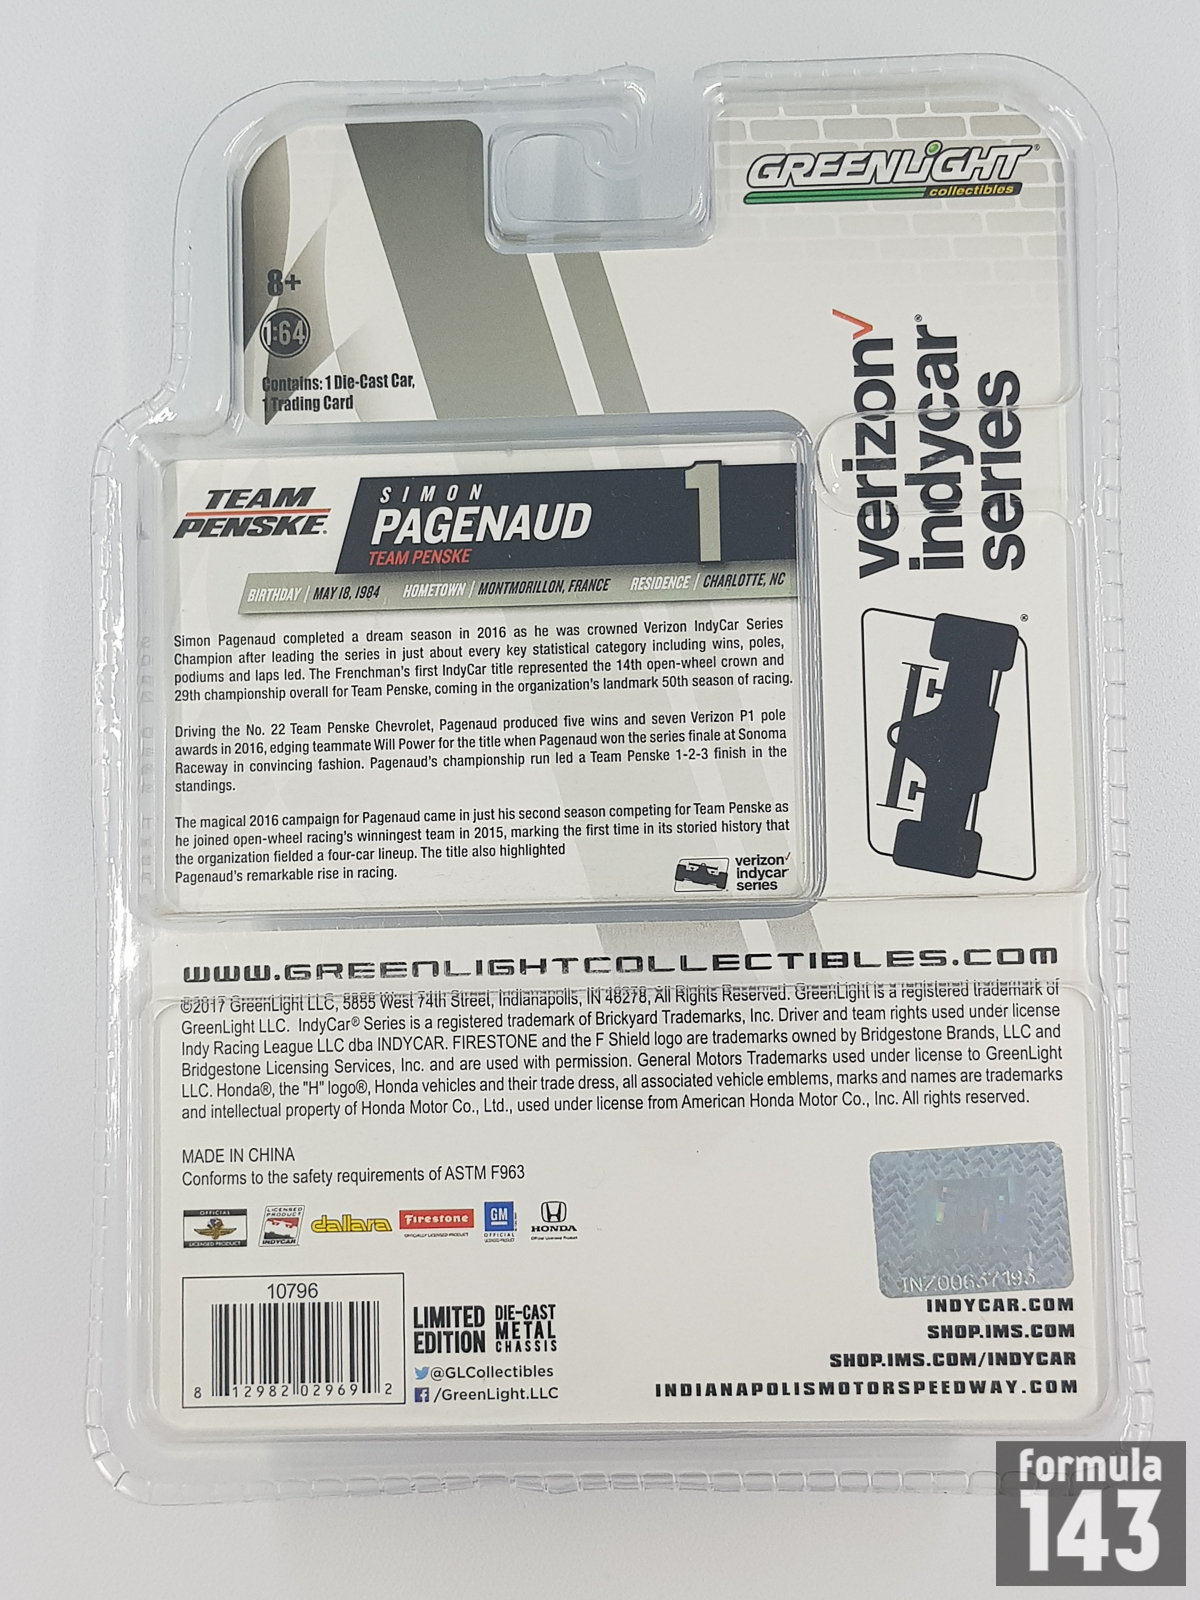 GREENLIGHT®
collectibles
8+
1:64
Contains: 1 Die-Cast Car,
1 Trading Card
verizon✓
indycar®
series
TEAM
PENSKE®
SIMON
PAGENAUD
TEAM PENSKE
1
BIRTHDAY / MAY 18, 1984 HOMETOWN / MONTMORILLON, FRANCE RESIDENCE / CHARLOTTE, NC
Simon Pagenaud completed a dream season in 2016 as he was crowned Verizon IndyCar Series
Champion after leading the series in just about every key statistical category including wins, poles,
podiums and laps led. The Frenchman's first IndyCar title represented the 14th open-wheel crown and
29th championship overall for Team Penske, coming in the organization's landmark 50th season of racing.
Driving the No. 22 Team Penske Chevrolet, Pagenaud produced five wins and seven Verizon P1 pole
awards in 2016, edging teammate Will Power for the title when Pagenaud won the series finale at Sonoma
Raceway in convincing fashion. Pagenaud's championship run led a Team Penske 1-2-3 finish in the
standings.
The magical 2016 campaign for Pagenaud came in just his second season competing for Team Penske as
he joined open-wheel racing's winningest team in 2015, marking the first time in its storied history that
the organization fielded a four-car lineup. The title also highlighted
Pagenaud's remarkable rise in racing.
verizon✓
indycar
series
®
WWW.GREENLIGHTCOLLECTIBLES.COM
©2017 GreenLight LLC, 5855 West 74th Street, Indianapolis, IN 46278, All Rights Reserved. GreenLight is a registered trademark of
GreenLight LLC. IndyCar® Series is a registered trademark of Brickyard Trademarks, Inc. Driver and team rights used under license
Indy Racing League LLC dba INDYCAR. FIRESTONE and the F Shield logo are trademarks owned by Bridgestone Brands, LLC and
Bridgestone Licensing Services, Inc. and are used with permission. General Motors Trademarks used under license to GreenLight
LLC. Honda®, the "H" logo®, Honda vehicles and their trade dress, all associated vehicle emblems, marks and names are trademarks
and intellectual property of Honda Motor Co., Ltd., used under license from American Honda Motor Co., Inc. All rights reserved.
MADE IN CHINA
Conforms to the safety requirements of ASTM F963
OFFICIAL
LICENSED PRODUCT
LICENSED
PRODUCT
INDYCAR
dallara
Firestone
OFFICIALLY LICENSED PRODUCT
GM
OFFICIAL
LICENSED PRODUCT
HONDA
Official Licensed Product
INZ00637193
10796
8 12982 02969 2
LIMITED
EDITION
DIE-CAST
METAL
CHASSIS
@GLCollectibles
/GreenLight.LLC
INDYCAR.COM
SHOP.IMS.COM
SHOP.IMS.COM/INDYCAR
INDIANAPOLISMOTORSPEEDWAY.COM
formula
143